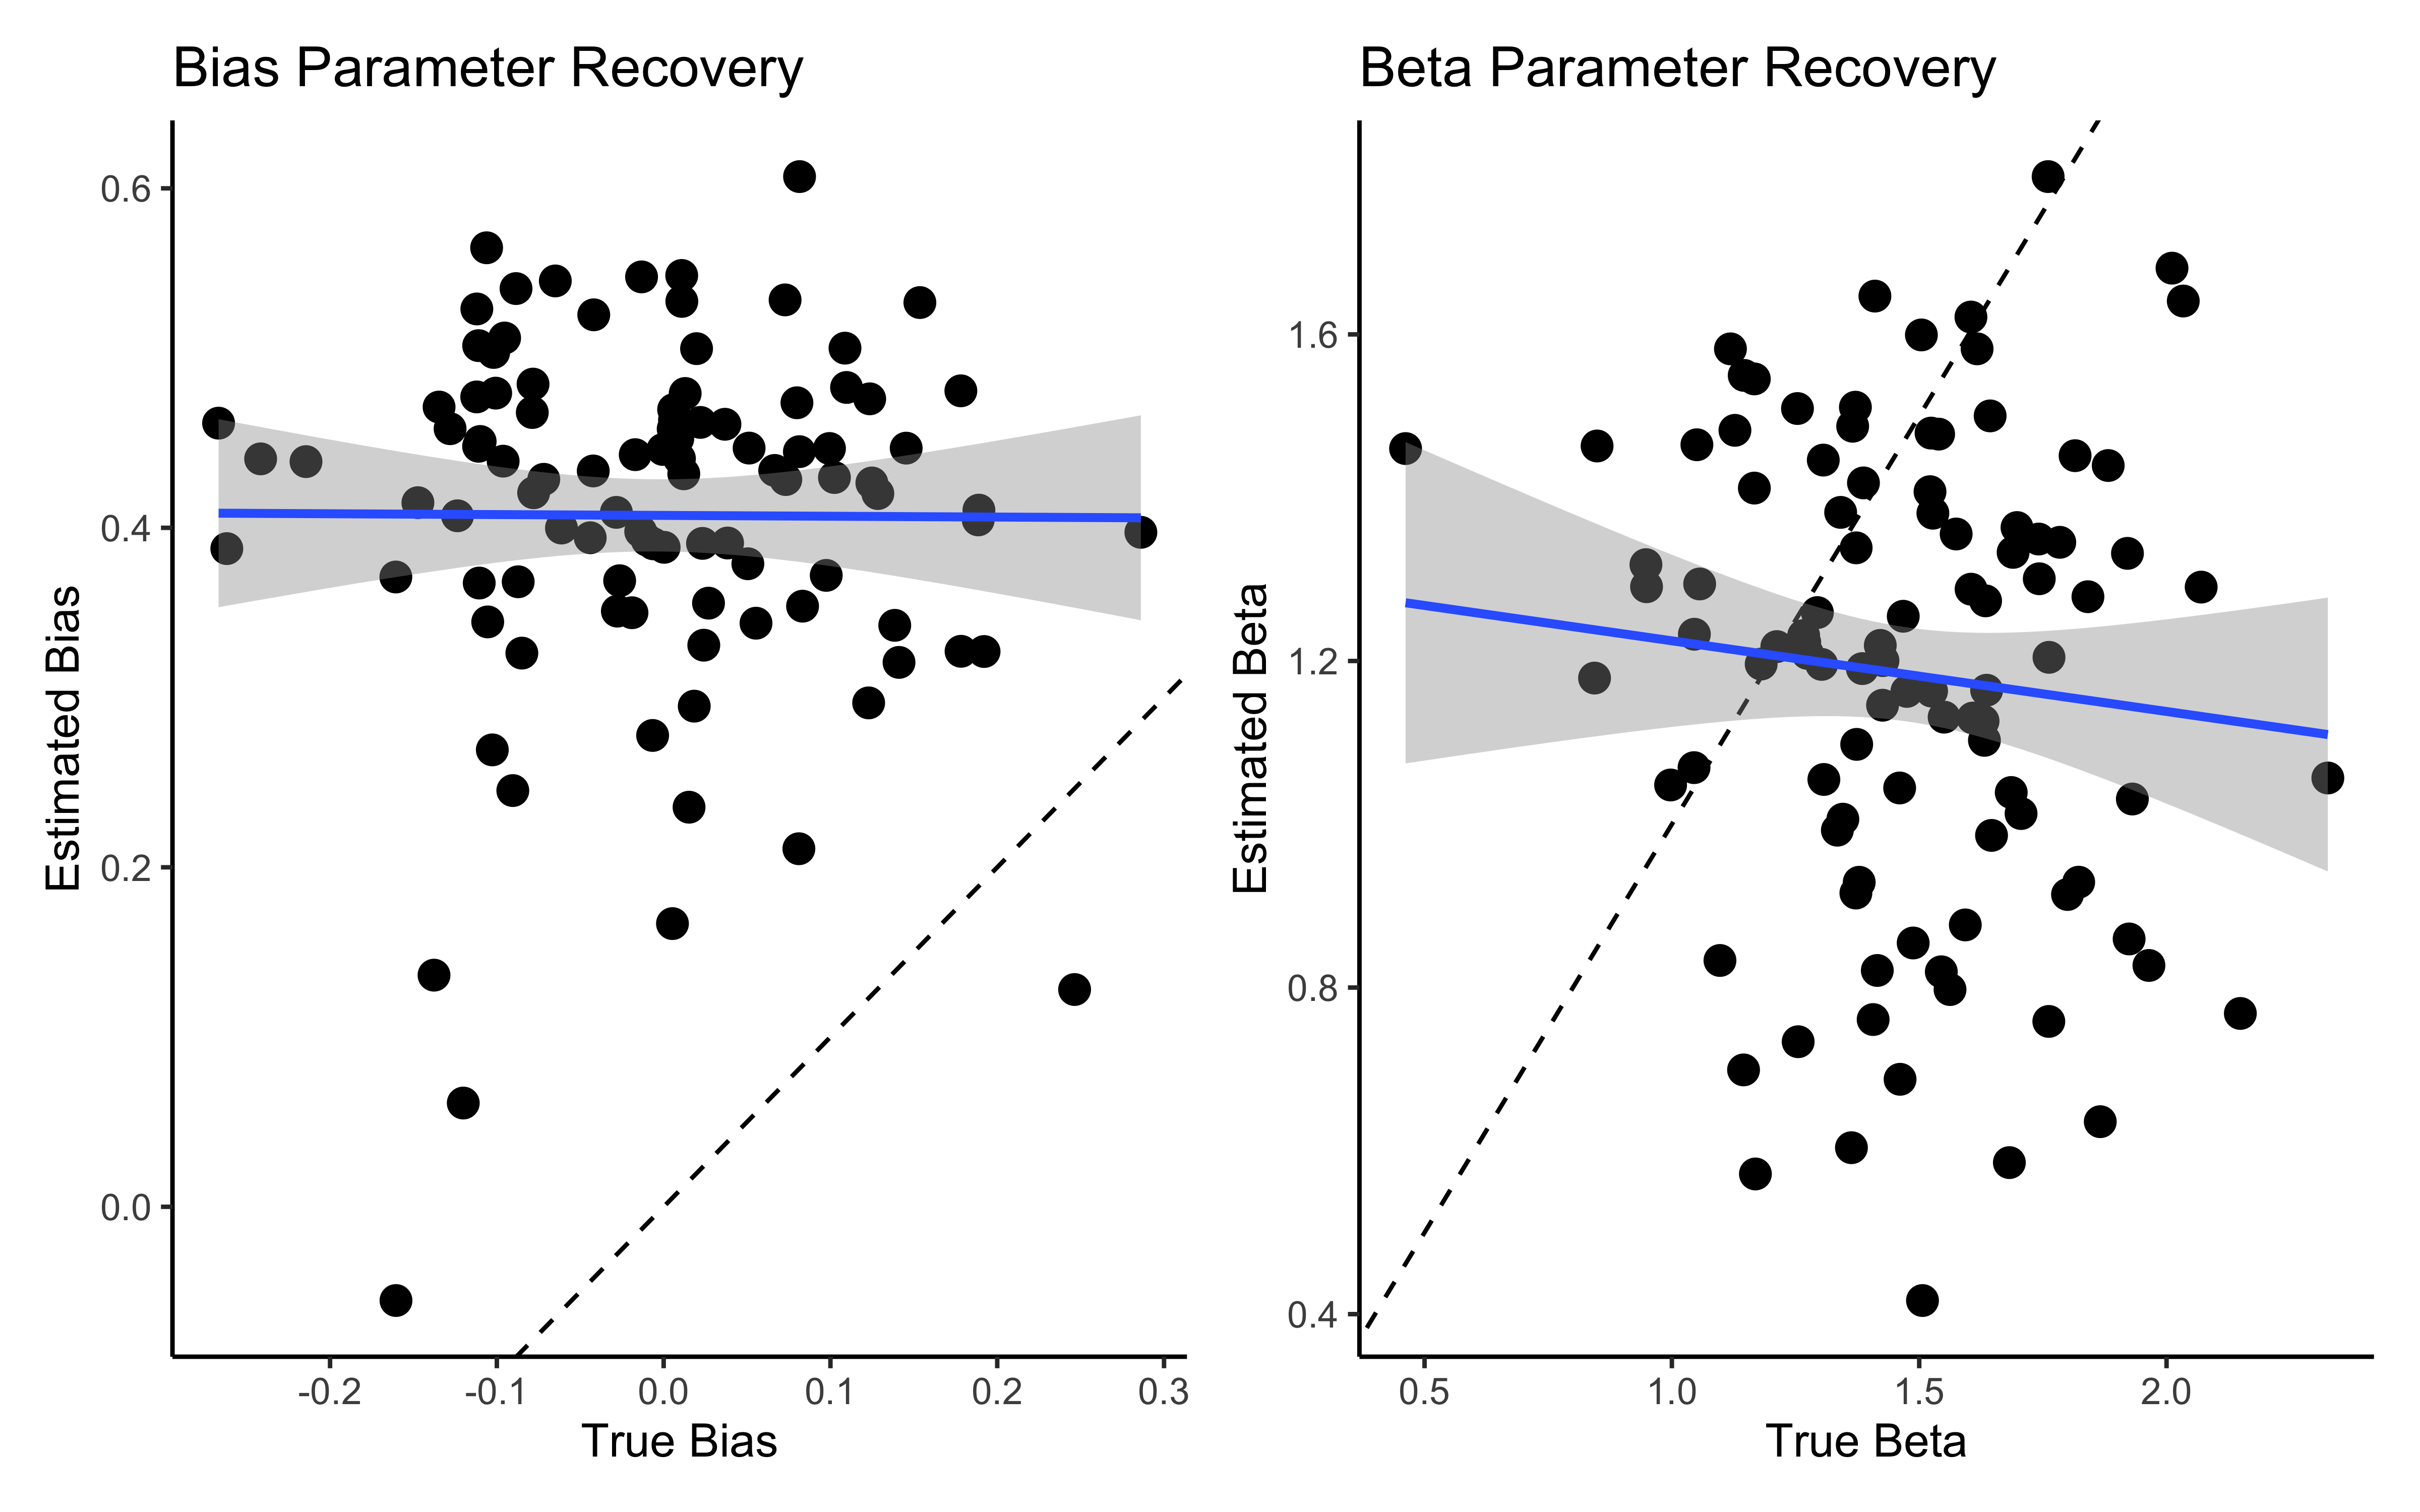 Bias Parameter Recovery
Estimated Bias
0.6
0.4
0.2
0.0
-0.2 -0.1 0.0 0.1 0.2 0.3
True Bias
Beta Parameter Recovery
Estimated Beta
1.6
1.2
0.8
0.4
0.5 1.0 1.5 2.0
True Beta